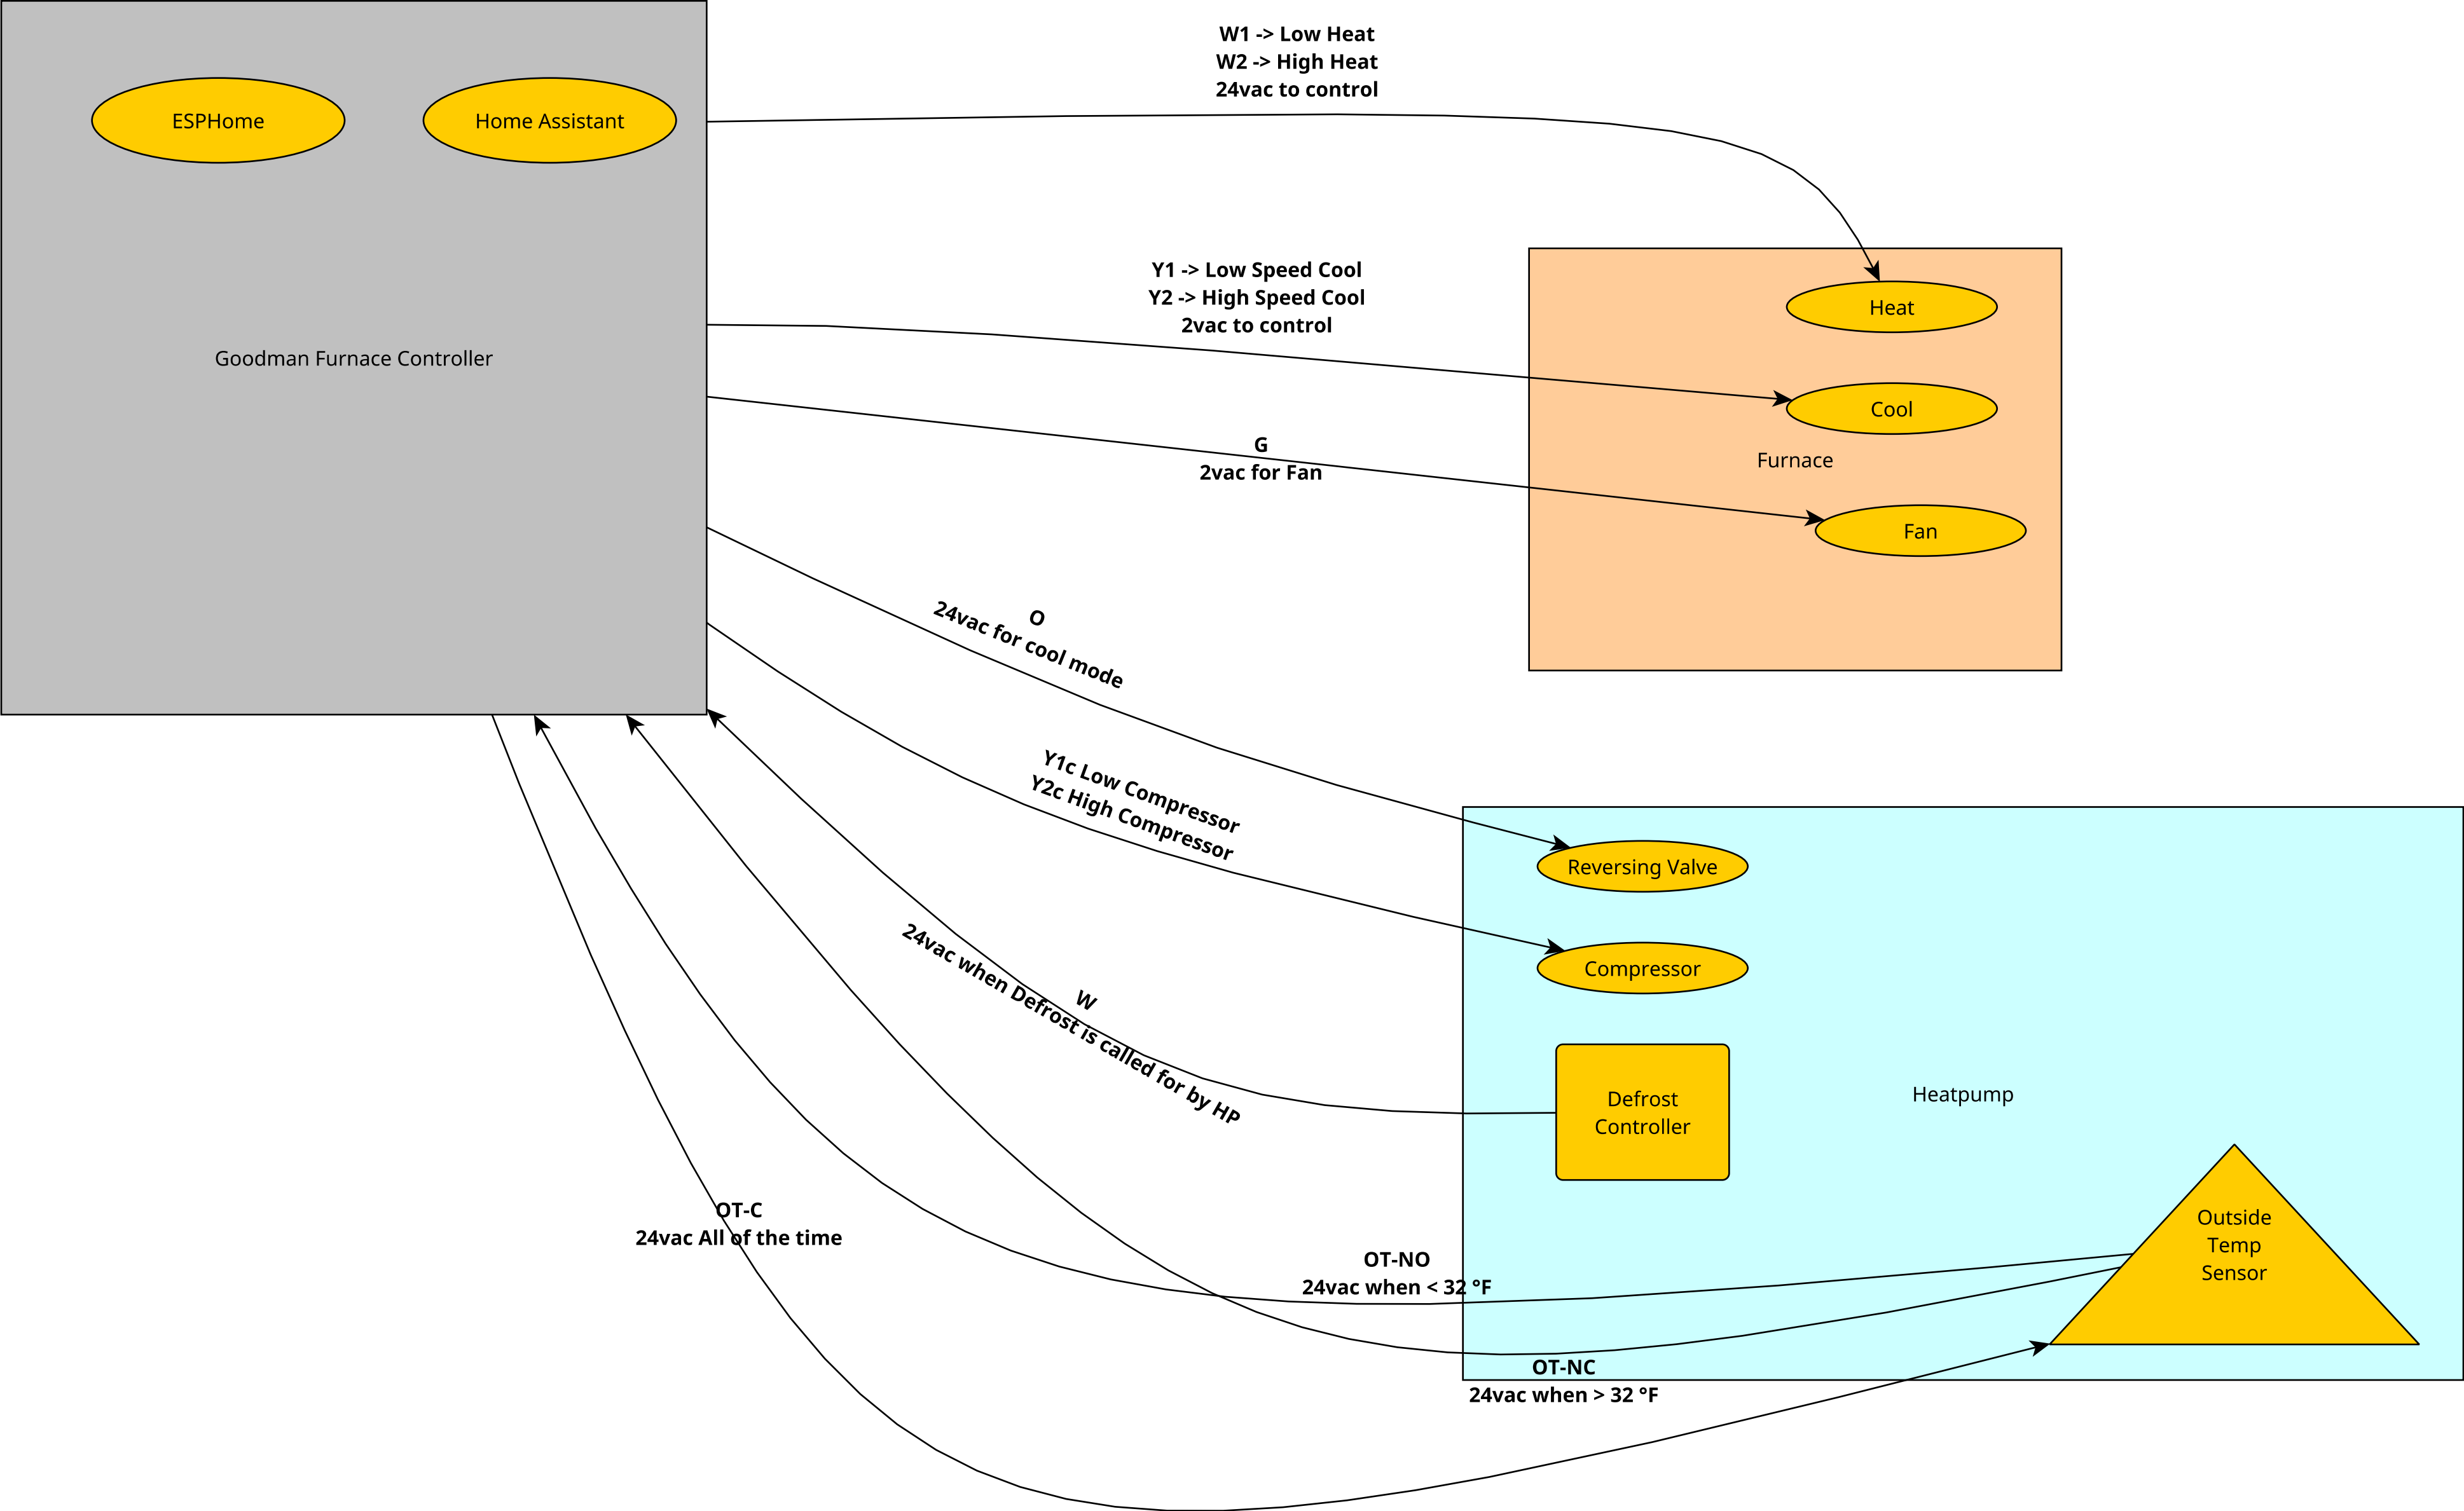 W1 -> Low Heat
W2 -> High Heat
24vac to control
ESPHome
Home Assistant
Goodman Furnace Controller
Y1 -> Low Speed Cool
Y2 -> High Speed Cool
2vac to control
Heat
Cool
Furnace
G
2vac for Fan
Fan
O
24vac for cool mode
Y1c Low Compressor
Y2c High Compressor
Reversing Valve
Compressor
W
24vac when Defrost is called for by HP
Defrost
Controller
Heatpump
OT-C
24vac All of the time
Outside
Temp
Sensor
OT-NO
24vac when < 32 °F
OT-NC
24vac when > 32 °F